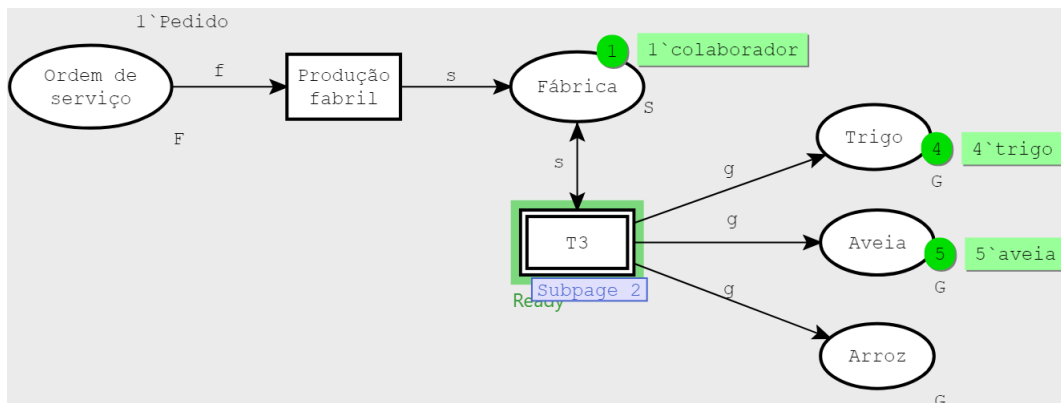 1`Pedido
Ordem de
serviço
F
f
Produção
fabril
s
Fábrica
S
1
1`colaborador
s
T3
Subpage 2
Ready
g
g
g
Trigo
G
4
4`trigo
Aveia
G
5
5`aveia
Arroz
G